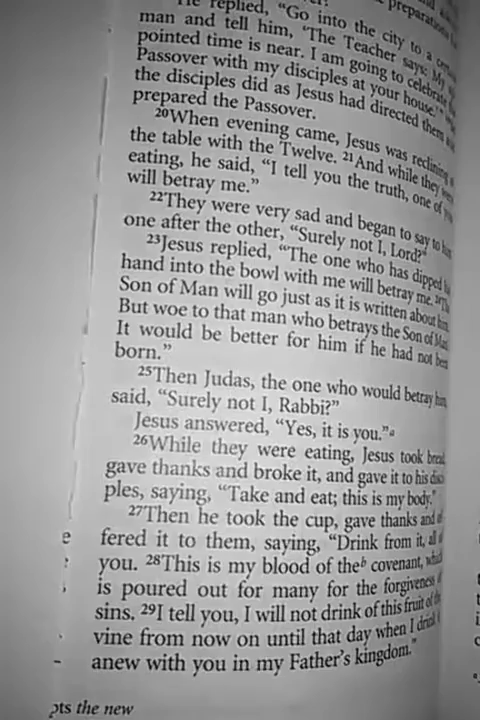 He replied, "Go into the city to a
man and tell him, 'The Teacher says: My
pointed time is near. I am going to celebrate
Passover with my disciples at your house.'"
the disciples did as Jesus had directed them
prepared the Passover.
20When evening came, Jesus was reclining
the table with the Twelve. 21And while they were
eating, he said, "I tell you the truth, one of you
will betray me."
22They were very sad and began to say to
one after the other, "Surely not I, Lord?"
23Jesus replied, "The one who has dipped
hand into the bowl with me will betray me. 24The
Son of Man will go just as it is written about him.
But woe to that man who betrays the Son of Man!
It would be better for him if he had not been
born."
25Then Judas, the one who would betray him,
said, "Surely not I, Rabbi?"
Jesus answered, "Yes, it is you."a
26While they were eating, Jesus took bread,
gave thanks and broke it, and gave it to his disci-
ples, saying, "Take and eat; this is my body."
27Then he took the cup, gave thanks and of-
fered it to them, saying, "Drink from it, all of
you. 28This is my blood of the b covenant, which
is poured out for many for the forgiveness of
sins. 29I tell you, I will not drink of this fruit of the
vine from now on until that day when I drink it
anew with you in my Father's kingdom."
pts the new